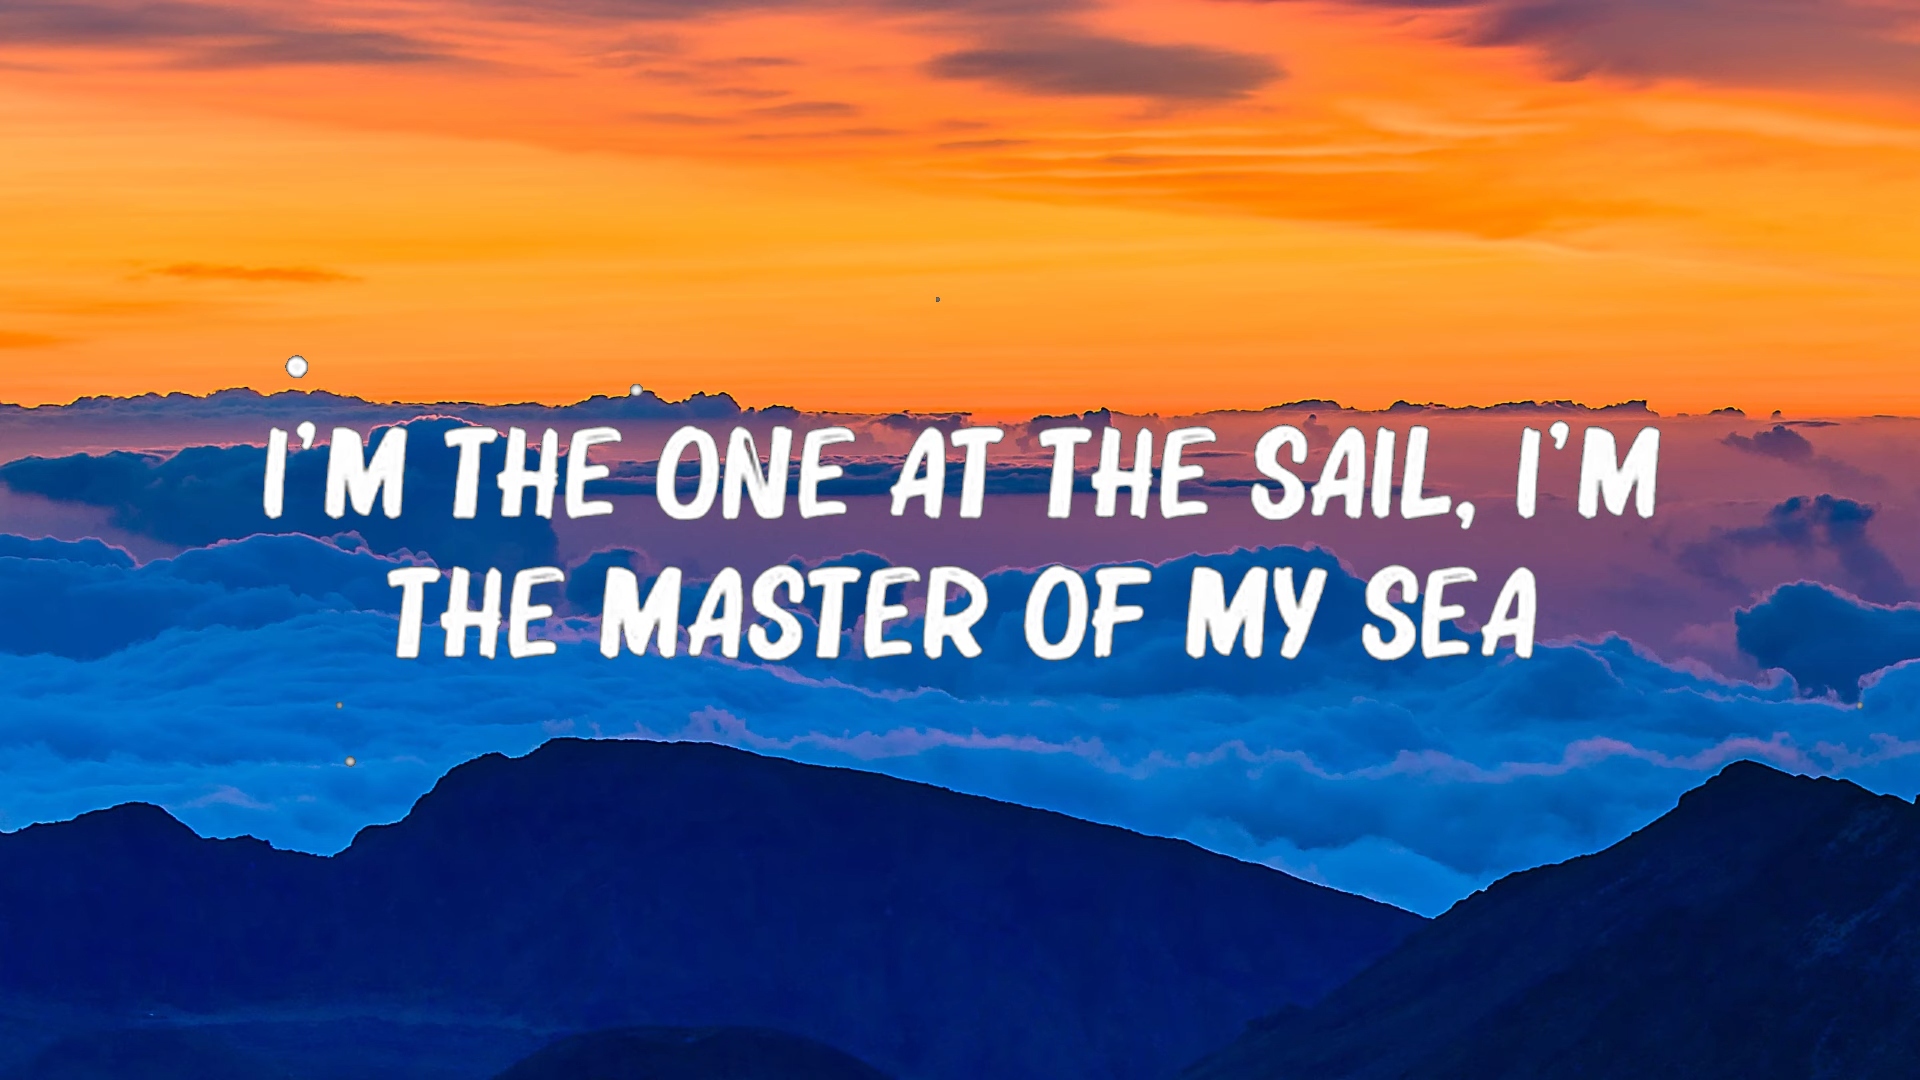 I'M THE ONE AT THE SAIL, I'M
THE MASTER OF MY SEA